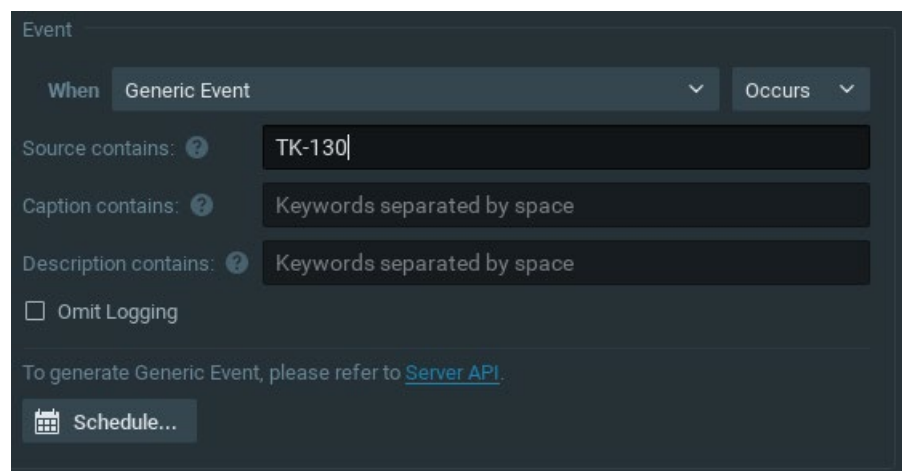 Event
When Generic Event Occurs
Source contains: ? TK-130
Caption contains: ? Keywords separated by space
Description contains: ? Keywords separated by space
Omit Logging
To generate Generic Event, please refer to Server API.
Schedule...